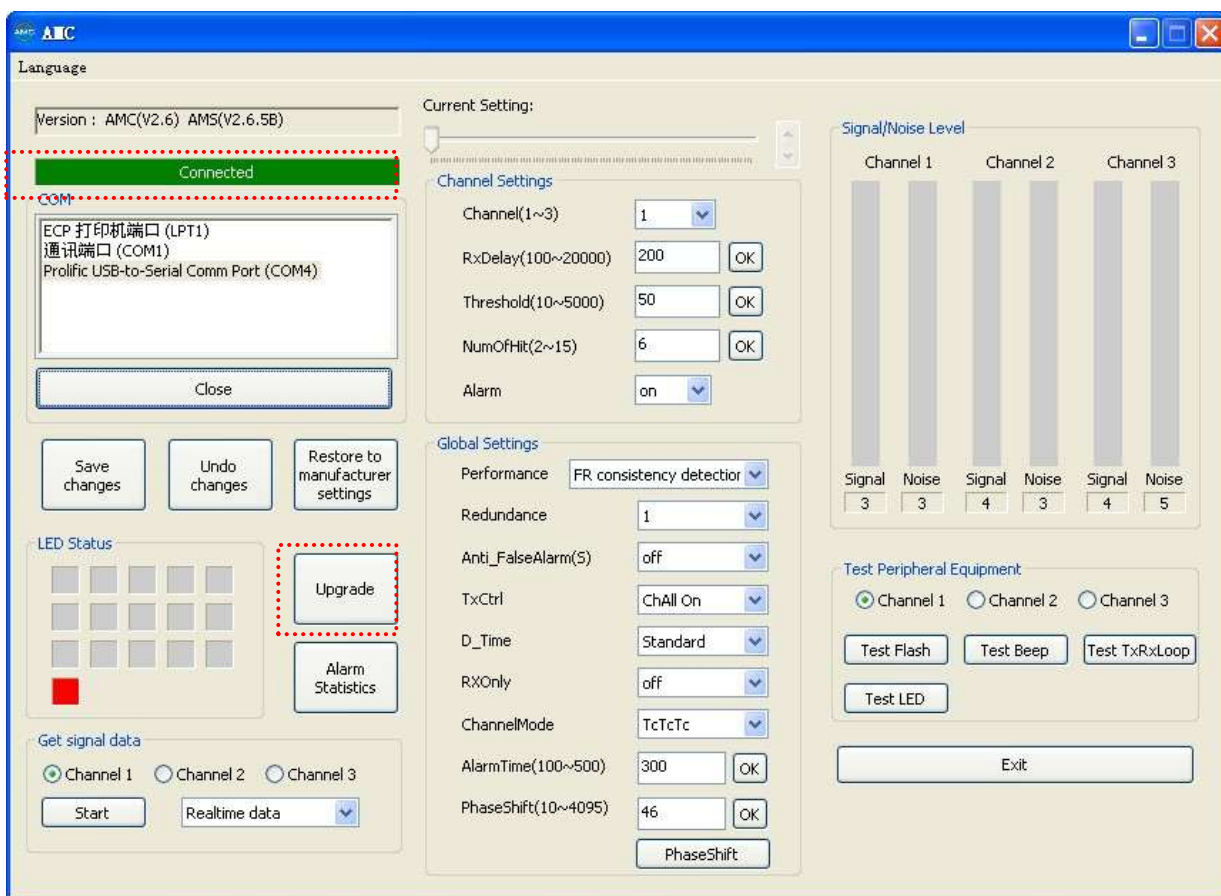 AMC
Language
Version : AMC(V2.6) AMS(V2.6.5B)
Connected
COM
ECP 打印机端口 (LPT1)
通讯端口 (COM1)
Prolific USB-to-Serial Comm Port (COM4)
Close
Save changes
Undo changes
Restore to manufacturer settings
LED Status
Upgrade
Alarm Statistics
Get signal data
Channel 1 Channel 2 Channel 3
Start Realtime data
Current Setting:
Channel Settings
Channel(1~3) 1
RxDelay(100~20000) 200 OK
Threshold(10~5000) 50 OK
NumOfHit(2~15) 6 OK
Alarm on
Global Settings
Performance FR consistency detection
Redundance 1
Anti_FalseAlarm(S) off
TxCtrl ChAll On
D_Time Standard
RXOnly off
ChannelMode TcTcTc
AlarmTime(100~500) 300 OK
PhaseShift(10~4095) 46 OK
PhaseShift
Signal/Noise Level
Channel 1 Channel 2 Channel 3
Signal Noise Signal Noise Signal Noise
3 3 4 3 4 5
Test Peripheral Equipment
Channel 1 Channel 2 Channel 3
Test Flash Test Beep Test TxRxLoop
Test LED
Exit